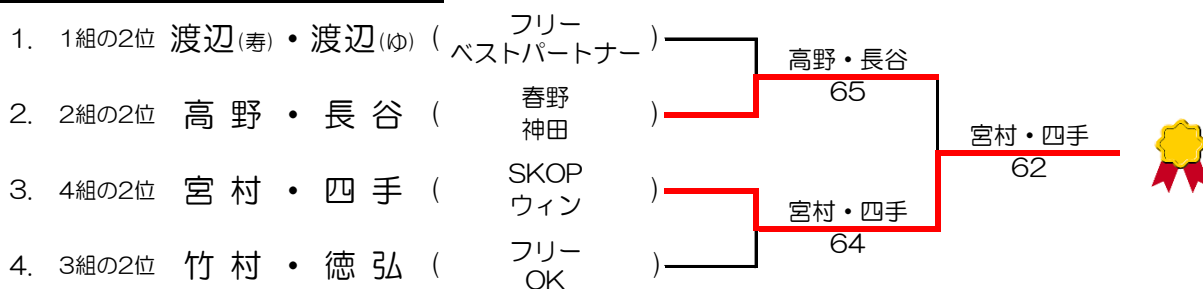 1. 1組の2位 渡辺(寿)・渡辺(ゆ) ( フリー
ベストパートナー )
高野・長谷
65
2. 2組の2位 高野・長谷 ( 春野
神田 )
宮村・四手
62
3. 4組の2位 宮村・四手 ( SKOP
ウィン )
宮村・四手
64
4. 3組の2位 竹村・徳弘 ( フリー
OK )